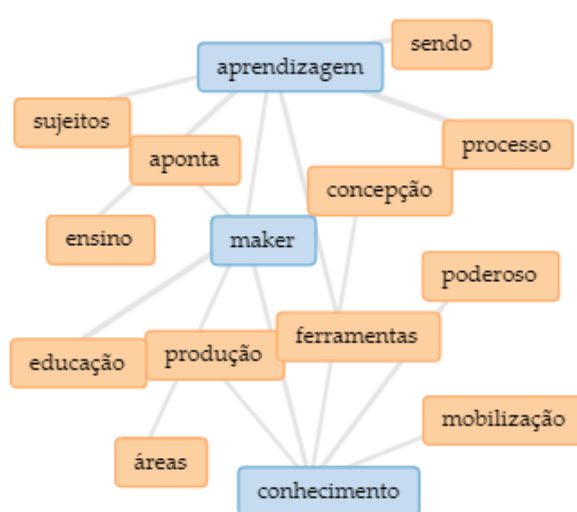 sendo
aprendizagem
sujeitos
processo
aponta
concepção
ensino
maker
poderoso
ferramentas
produção
educação
mobilização
áreas
conhecimento